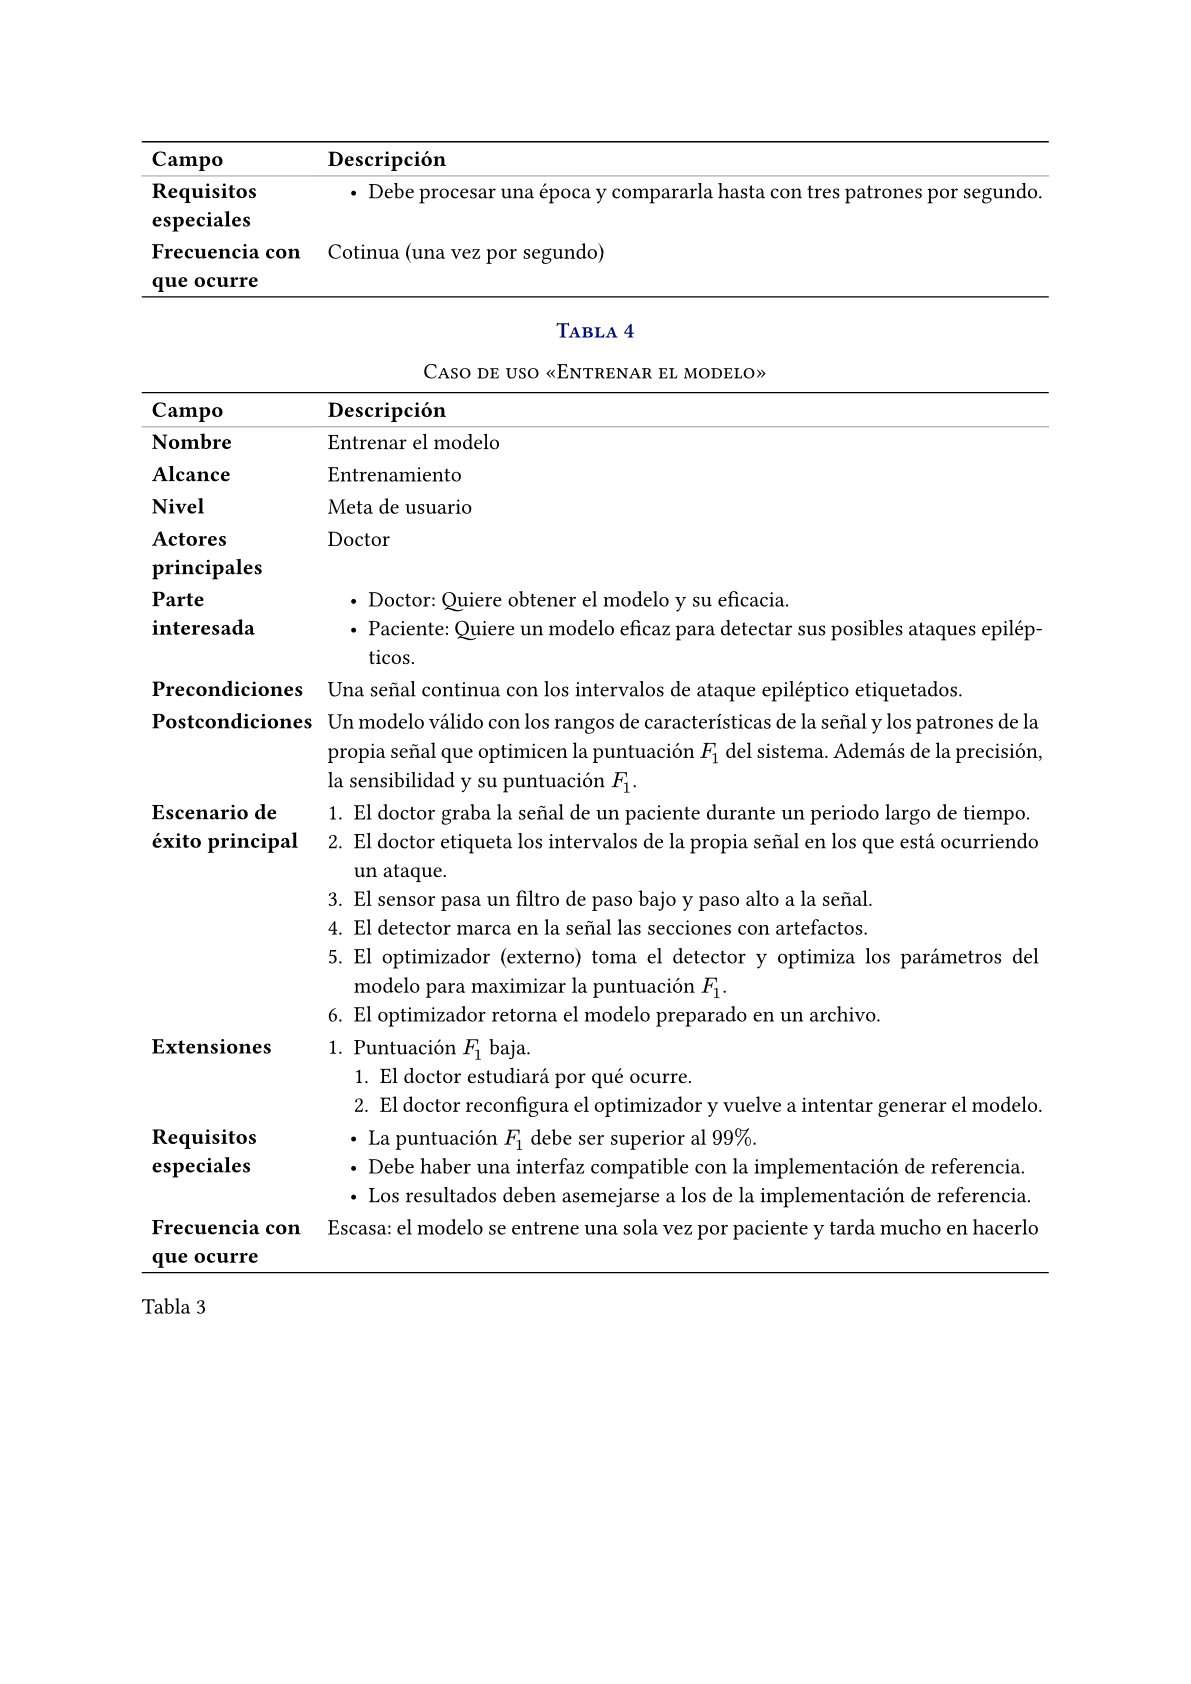 Campo Descripción
Requisitos • Debe procesar una época y compararla hasta con tres patrones por segundo.
especiales
Frecuencia con Cotinua (una vez por segundo)
que ocurre
Tabla 4
Caso de uso «Entrenar el modelo»
Campo Descripción
Nombre Entrenar el modelo
Alcance Entrenamiento
Nivel Meta de usuario
Actores Doctor
principales
Parte • Doctor: Quiere obtener el modelo y su eficacia.
interesada • Paciente: Quiere un modelo eficaz para detectar sus posibles ataques epilép-
ticos.
Precondiciones Una señal continua con los intervalos de ataque epiléptico etiquetados.
Postcondiciones Un modelo válido con los rangos de características de la señal y los patrones de la
propia señal que optimicen la puntuación F₁ del sistema. Además de la precisión,
la sensibilidad y su puntuación F₁.
Escenario de 1. El doctor graba la señal de un paciente durante un periodo largo de tiempo.
éxito principal 2. El doctor etiqueta los intervalos de la propia señal en los que está ocurriendo
un ataque.
3. El sensor pasa un filtro de paso bajo y paso alto a la señal.
4. El detector marca en la señal las secciones con artefactos.
5. El optimizador (externo) toma el detector y optimiza los parámetros del
modelo para maximizar la puntuación F₁.
6. El optimizador retorna el modelo preparado en un archivo.
Extensiones 1. Puntuación F₁ baja.
1. El doctor estudiará por qué ocurre.
2. El doctor reconfigura el optimizador y vuelve a intentar generar el modelo.
Requisitos • La puntuación F₁ debe ser superior al 99%.
especiales • Debe haber una interfaz compatible con la implementación de referencia.
• Los resultados deben asemejarse a los de la implementación de referencia.
Frecuencia con Escasa: el modelo se entrene una sola vez por paciente y tarda mucho en hacerlo
que ocurre
Tabla 3